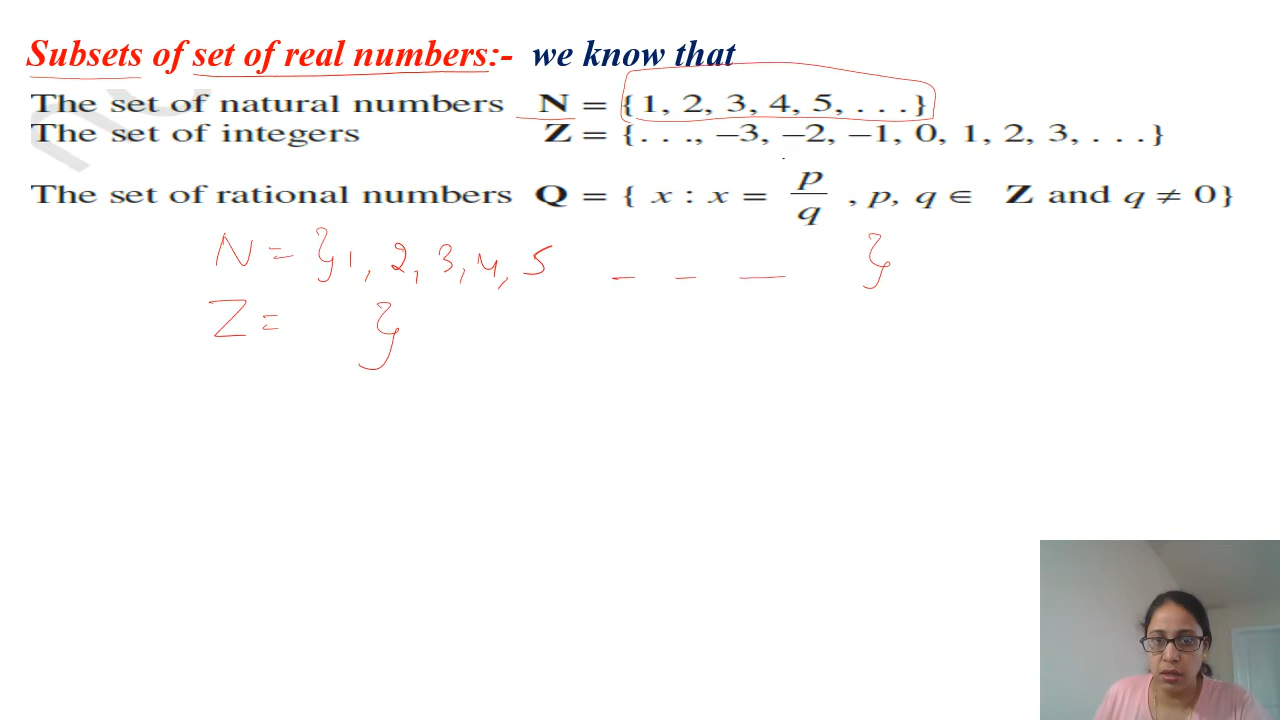 Subsets of set of real numbers:- we know that
The set of natural numbers N = {1, 2, 3, 4, 5, . . .}
The set of integers Z = {. . ., –3, –2, –1, 0, 1, 2, 3, . . .}
The set of rational numbers Q = { x : x = p/q , p, q ∈ Z and q ≠ 0}
N = }1, 2, 3, 4, 5 _ _ _ }
Z = }